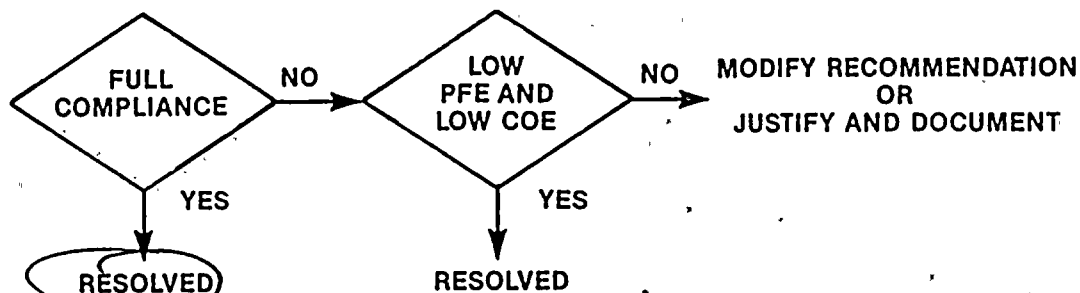 FULL
COMPLIANCE
NO
LOW
PFE AND
LOW COE
NO
MODIFY RECOMMENDATION
OR
JUSTIFY AND DOCUMENT
YES
YES
RESOLVED
RESOLVED